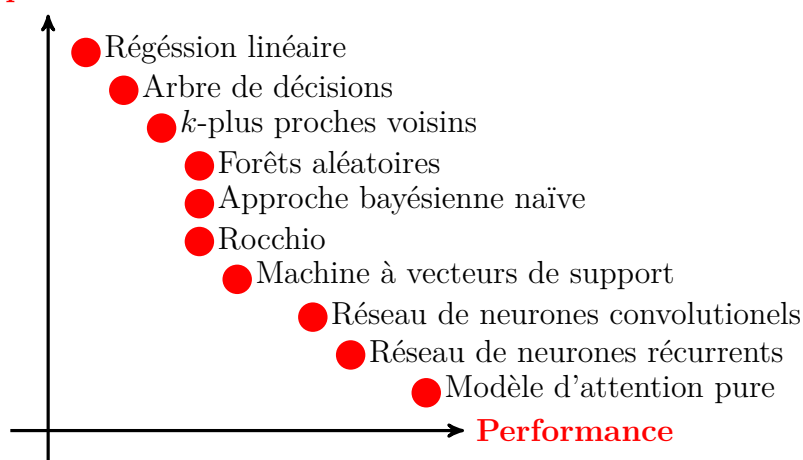 Régéssion linéaire
Arbre de décisions
k-plus proches voisins
Forêts aléatoires
Approche bayésienne naïve
Rocchio
Machine à vecteurs de support
Réseau de neurones convolutionels
Réseau de neurones récurrents
Modèle d'attention pure
Performance